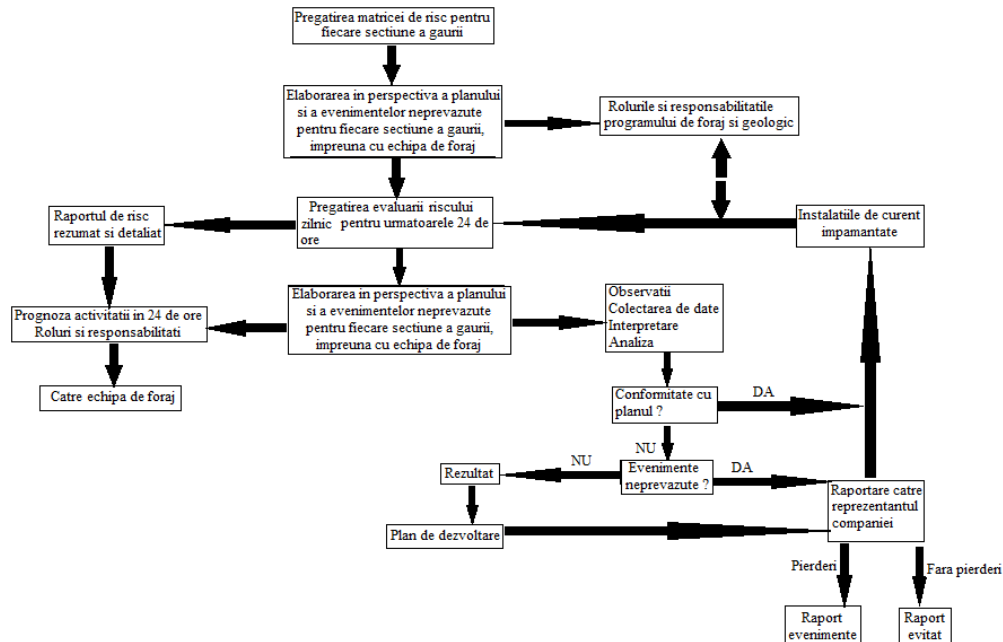 Pregatirea matricei de risc pentru
fiecare sectiune a gaurii
Elaborarea in perspectiva a planului
si a evenimentelor neprevazute
pentru fiecare sectiune a gaurii,
impreuna cu echipa de foraj
Rolurile si responsabilitatile
programului de foraj si geologic
Raportul de risc
rezumat si detaliat
Pregatirea evaluarii riscului
zilnic pentru urmatoarele 24 de
ore
Instalatiile de curent
impamantate
Prognoza activitatii in 24 de ore
Roluri si responsabilitati
Elaborarea in perspectiva a planului
si a evenimentelor neprevazute
pentru fiecare sectiune a gaurii,
impreuna cu echipa de foraj
Observatii
Colectarea de date
Interpretare
Analiza
Catre echipa de foraj
Conformitate cu
planul ?
DA
NU
Rezultat
NU
Evenimente
neprevazute ?
DA
Raportare catre
reprezentantul
companiei
Plan de dezvoltare
Pierderi
Fara pierderi
Raport
evenimente
Raport
evitat